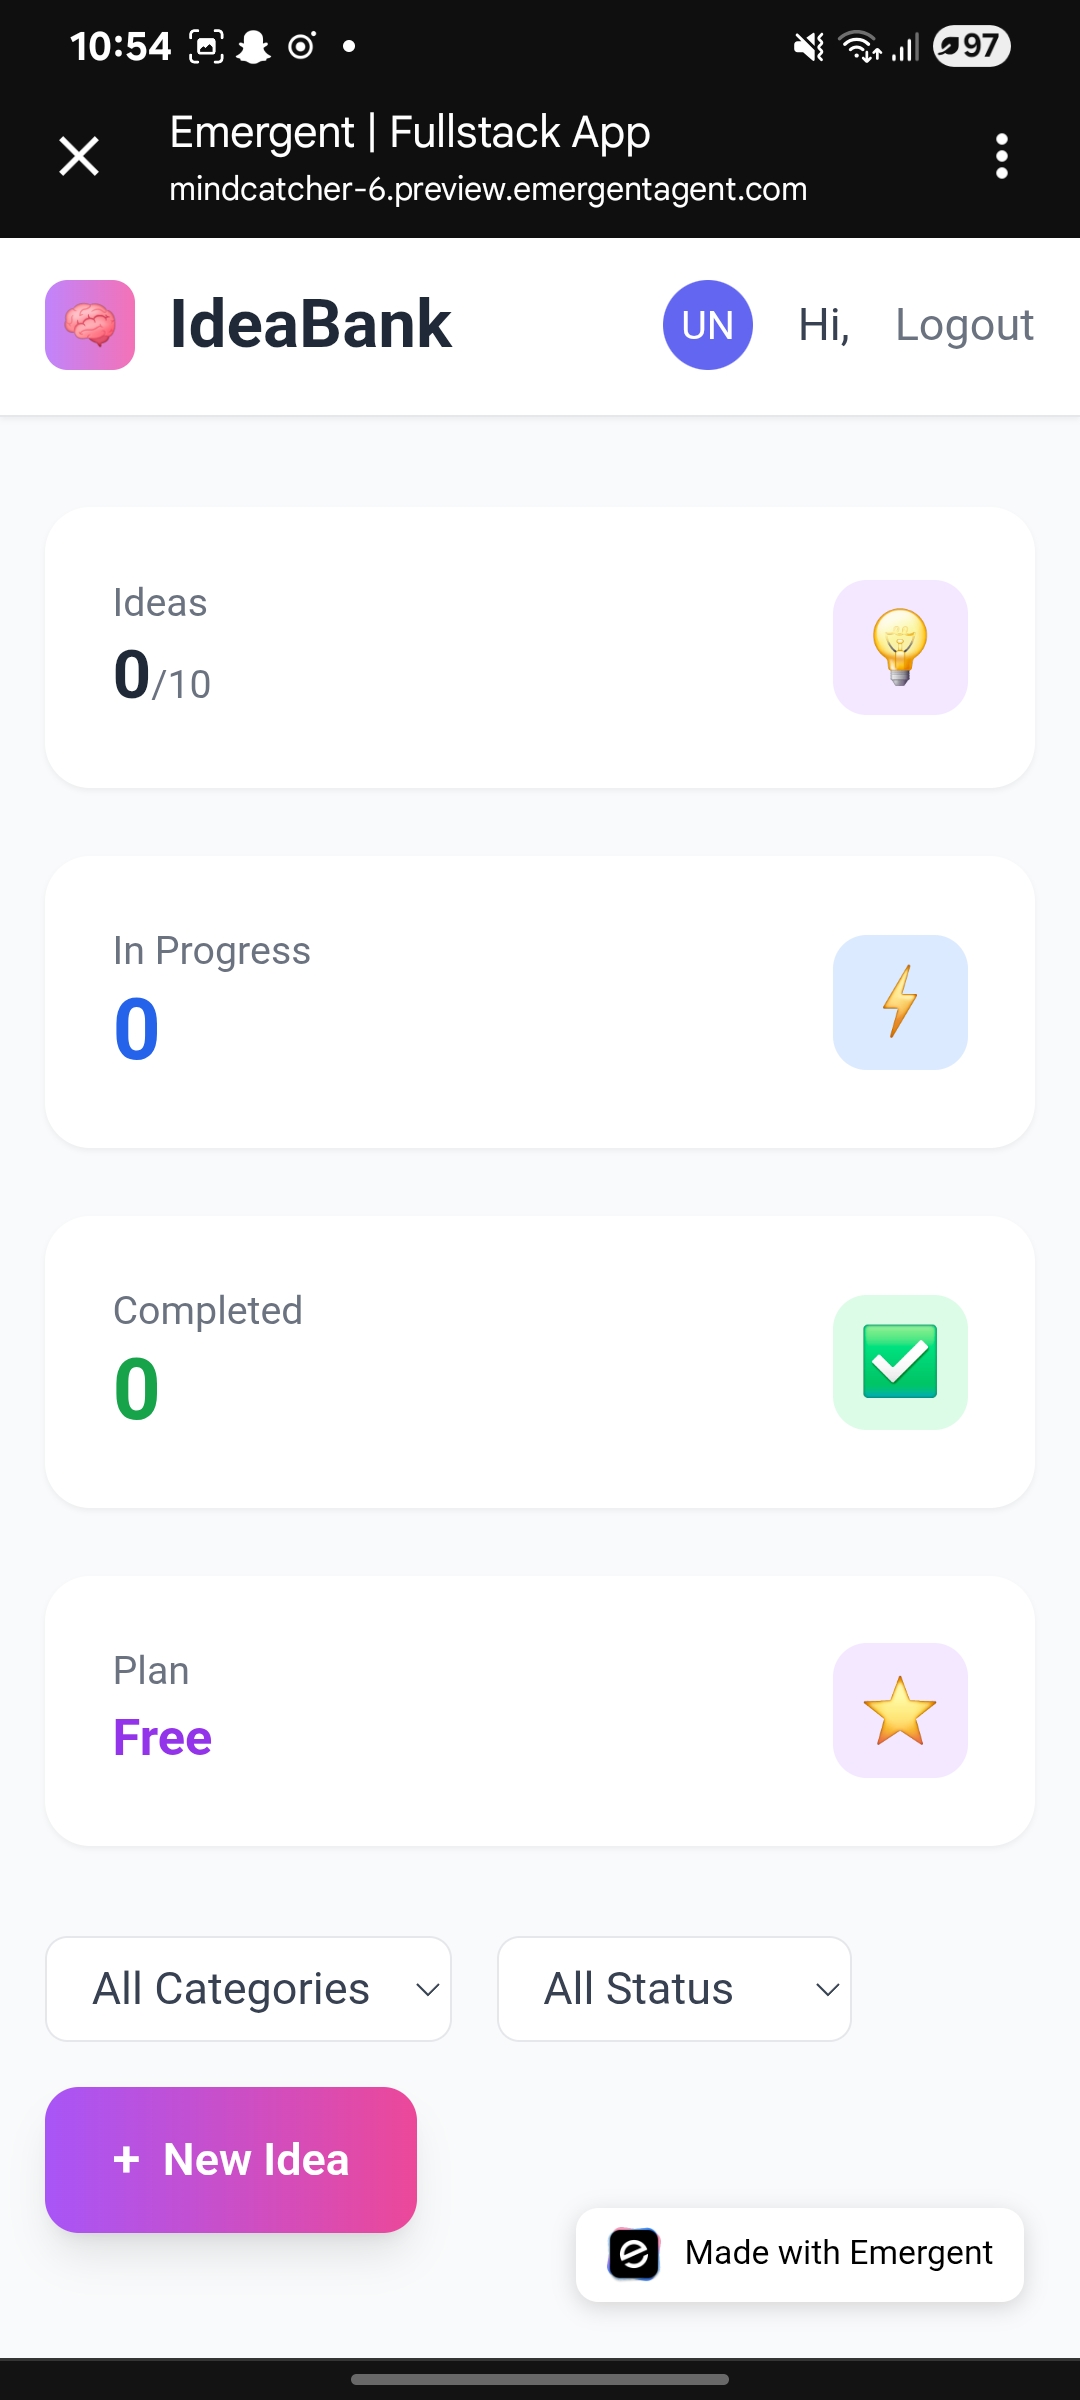 10:54
97
Emergent | Fullstack App
mindcatcher-6.preview.emergentagent.com
IdeaBank
UN
Hi,
Logout
Ideas
0/10
In Progress
0
Completed
0
Plan
Free
All Categories
All Status
+ New Idea
Made with Emergent